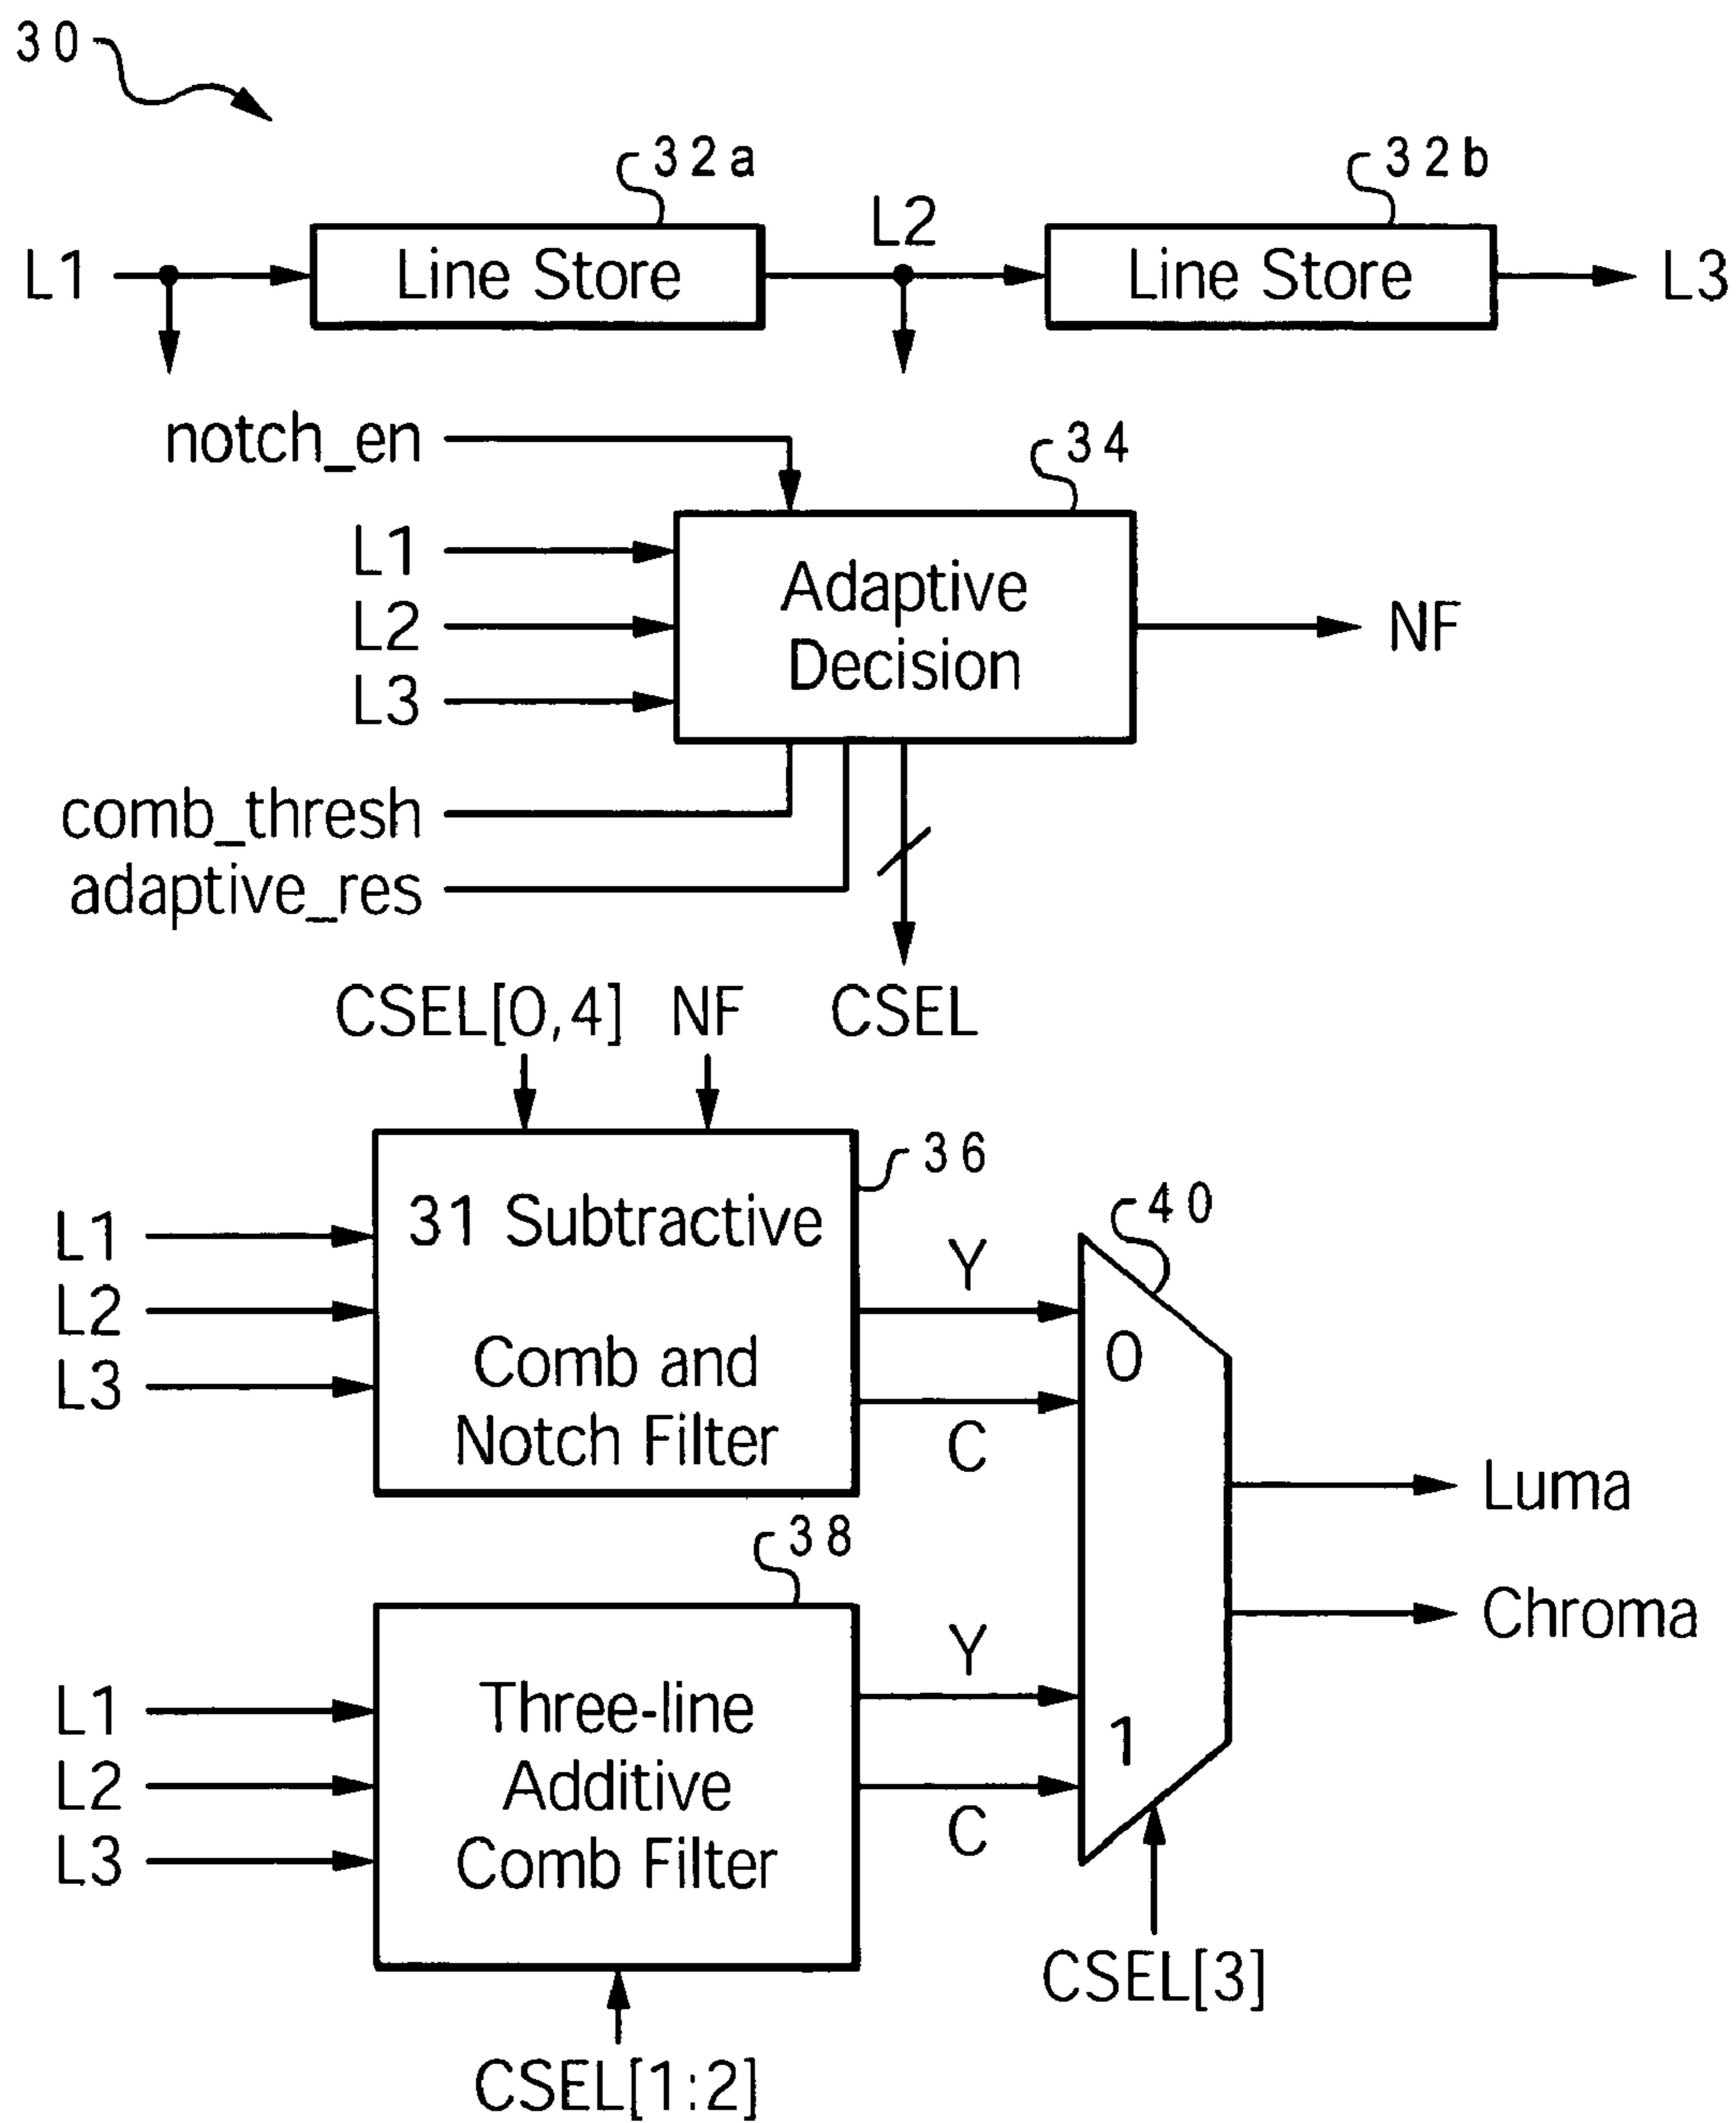 30
32a
32b
L1
Line Store
L2
Line Store
L3
notch_en
34
L1
L2
L3
Adaptive
Decision
NF
comb_thresh
adaptive_res
CSEL[0,4]
NF
CSEL
36
L1
L2
L3
31 Subtractive
Comb and
Notch Filter
Y
C
40
0
1
Luma
Chroma
38
L1
L2
L3
Three-line
Additive
Comb Filter
Y
C
CSEL[3]
CSEL[1:2]